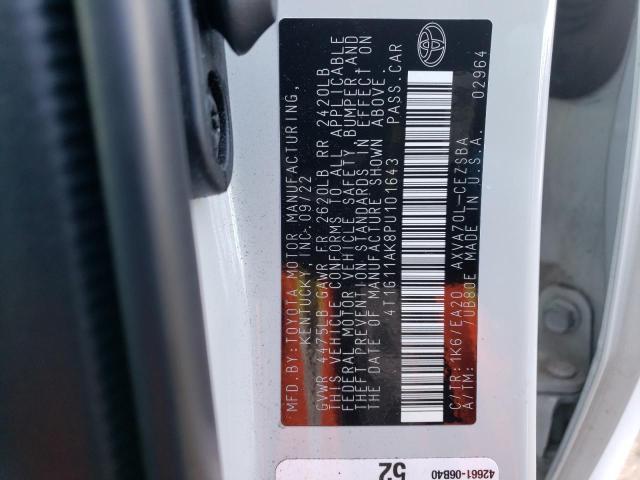 MFD.BY:TOYOTA MOTOR MANUFACTURING,
KENTUCKY, INC. 09/22
GVWR 4475LB GAWR FR 2620LB RR 2420LB
THIS VEHICLE CONFORMS TO ALL APPLICABLE
FEDERAL MOTOR VEHICLE SAFETY, BUMPER AND
THEFT PREVENTION STANDARDS IN EFFECT ON
THE DATE OF MANUFACTURE SHOWN ABOVE.
4T1G11AK8PU101643 PASS.CAR
C/TR:1K6/EA20 AXVA70L-CEZSBA
A/TM: /UB80E MADE IN U.S.A. 02964
52
42661-06B40